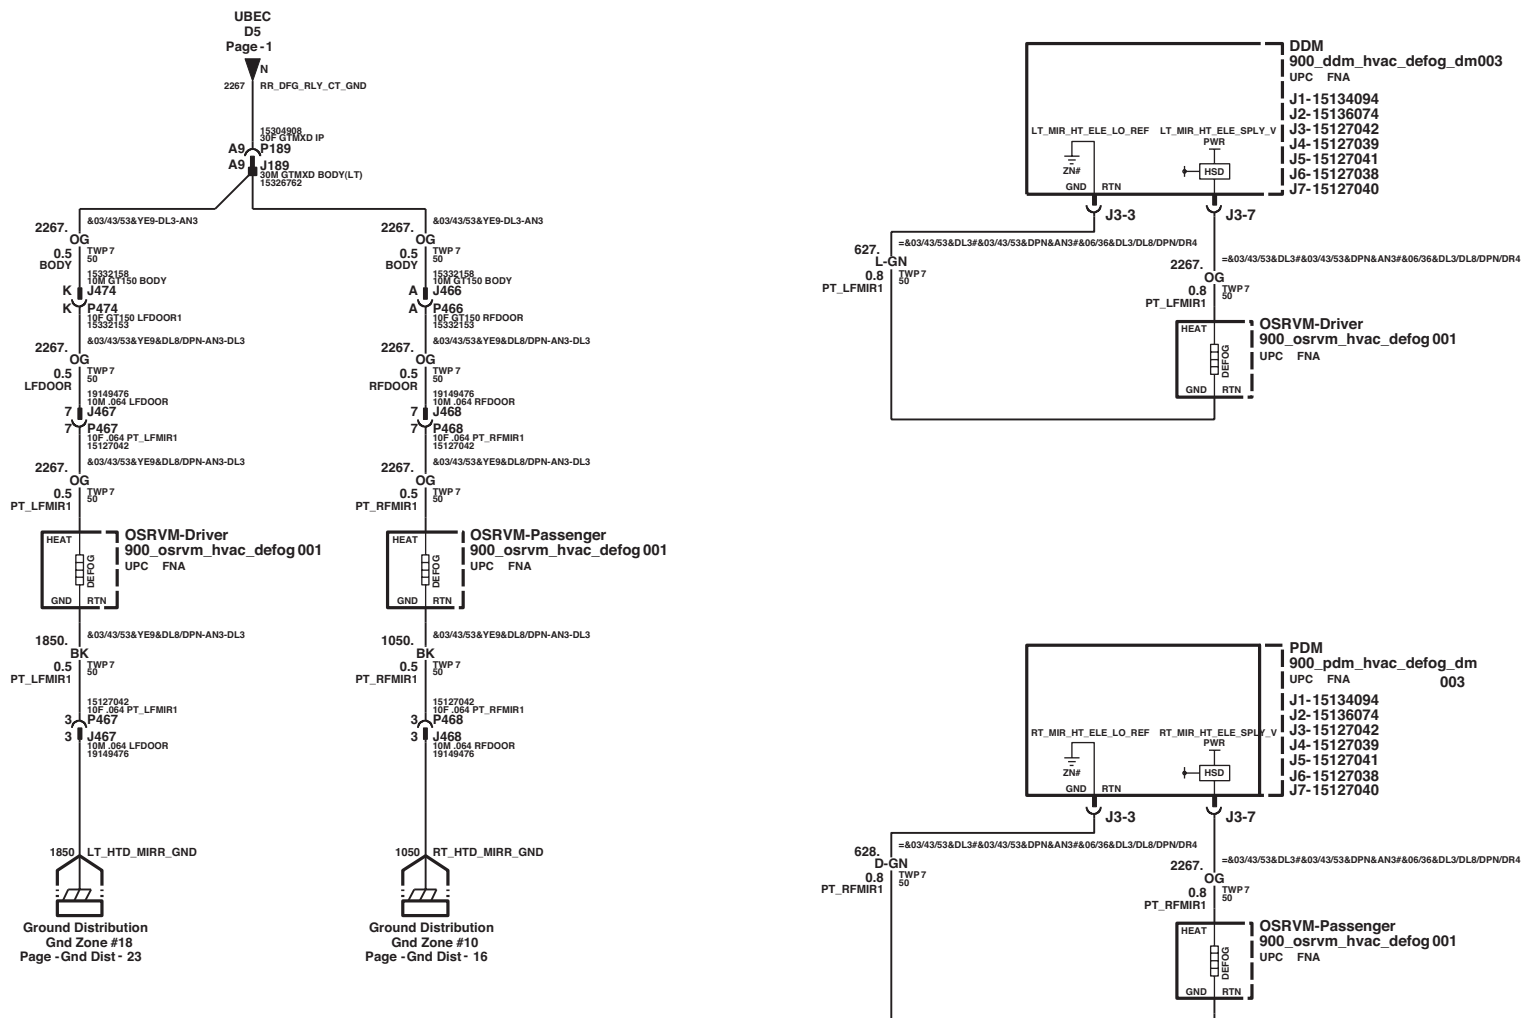 UBEC
D5
Page - 1
N
2267 RR_DFG_RLY_CT_GND
15304908
30F GTMXD IP
A9 P189
A9 J189
30M GTMXD BODY(LT)
15326762
&03/43/53&YE9-DL3-AN3
2267.
OG
0.5 TWP 7
BODY 50
15332158
10M GT150 BODY
K J474
K P474
10F GT150 LFDOOR1
15332153
&03/43/53&YE9&DL8/DPN-AN3-DL3
2267.
OG
0.5 TWP 7
LFDOOR 50
19149476
10M .064 LFDOOR
7 J467
7 P467
10F .064 PT_LFMIR1
15127042
&03/43/53&YE9&DL8/DPN-AN3-DL3
2267.
OG
0.5 TWP 7
PT_LFMIR1 50
HEAT
DEFOG
GND RTN
OSRVM-Driver
900_osrvm_hvac_defog 001
UPC FNA
&03/43/53&YE9&DL8/DPN-AN3-DL3
1850.
BK
0.5 TWP 7
PT_LFMIR1 50
15127042
10F .064 PT_LFMIR1
3 P467
3 J467
10M .064 LFDOOR
19149476
1850 LT_HTD_MIRR_GND
Ground Distribution
Gnd Zone #18
Page - Gnd Dist - 23
&03/43/53&YE9-DL3-AN3
2267.
OG
0.5 TWP 7
BODY 50
15332158
10M GT150 BODY
A J466
A P466
10F GT150 RFDOOR
15332153
&03/43/53&YE9&DL8/DPN-AN3-DL3
2267.
OG
0.5 TWP 7
RFDOOR 50
19149476
10M .064 RFDOOR
7 J468
7 P468
10F .064 PT_RFMIR1
15127042
&03/43/53&YE9&DL8/DPN-AN3-DL3
2267.
OG
0.5 TWP 7
PT_RFMIR1 50
HEAT
DEFOG
GND RTN
OSRVM-Passenger
900_osrvm_hvac_defog 001
UPC FNA
&03/43/53&YE9&DL8/DPN-AN3-DL3
1050.
BK
0.5 TWP 7
PT_RFMIR1 50
15127042
10F .064 PT_RFMIR1
3 P468
3 J468
10M .064 RFDOOR
19149476
1050 RT_HTD_MIRR_GND
Ground Distribution
Gnd Zone #10
Page - Gnd Dist - 16
DDM
900_ddm_hvac_defog_dm003
UPC FNA
J1-15134094
J2-15136074
J3-15127042
J4-15127039
J5-15127041
J6-15127038
J7-15127040
LT_MIR_HT_ELE_LO_REF LT_MIR_HT_ELE_SPLY_V
PWR
ZN# HSD
GND RTN
J3-3 J3-7
=&03/43/53&DL3#&03/43/53&DPN&AN3#&06/36&DL3/DL8/DPN/DR4
627.
L-GN
0.8 TWP 7
PT_LFMIR1 50
=&03/43/53&DL3#&03/43/53&DPN&AN3#&06/36&DL3/DL8/DPN/DR4
2267.
OG
0.8 TWP 7
PT_LFMIR1 50
HEAT
DEFOG
GND RTN
OSRVM-Driver
900_osrvm_hvac_defog 001
UPC FNA
PDM
900_pdm_hvac_defog_dm
003
UPC FNA
J1-15134094
J2-15136074
J3-15127042
J4-15127039
J5-15127041
J6-15127038
J7-15127040
RT_MIR_HT_ELE_LO_REF RT_MIR_HT_ELE_SPLY_V
PWR
ZN# HSD
GND RTN
J3-3 J3-7
=&03/43/53&DL3#&03/43/53&DPN&AN3#&06/36&DL3/DL8/DPN/DR4
628.
D-GN
0.8 TWP 7
PT_RFMIR1 50
=&03/43/53&DL3#&03/43/53&DPN&AN3#&06/36&DL3/DL8/DPN/DR4
2267.
OG
0.8 TWP 7
PT_RFMIR1 50
HEAT
DEFOG
GND RTN
OSRVM-Passenger
900_osrvm_hvac_defog 001
UPC FNA